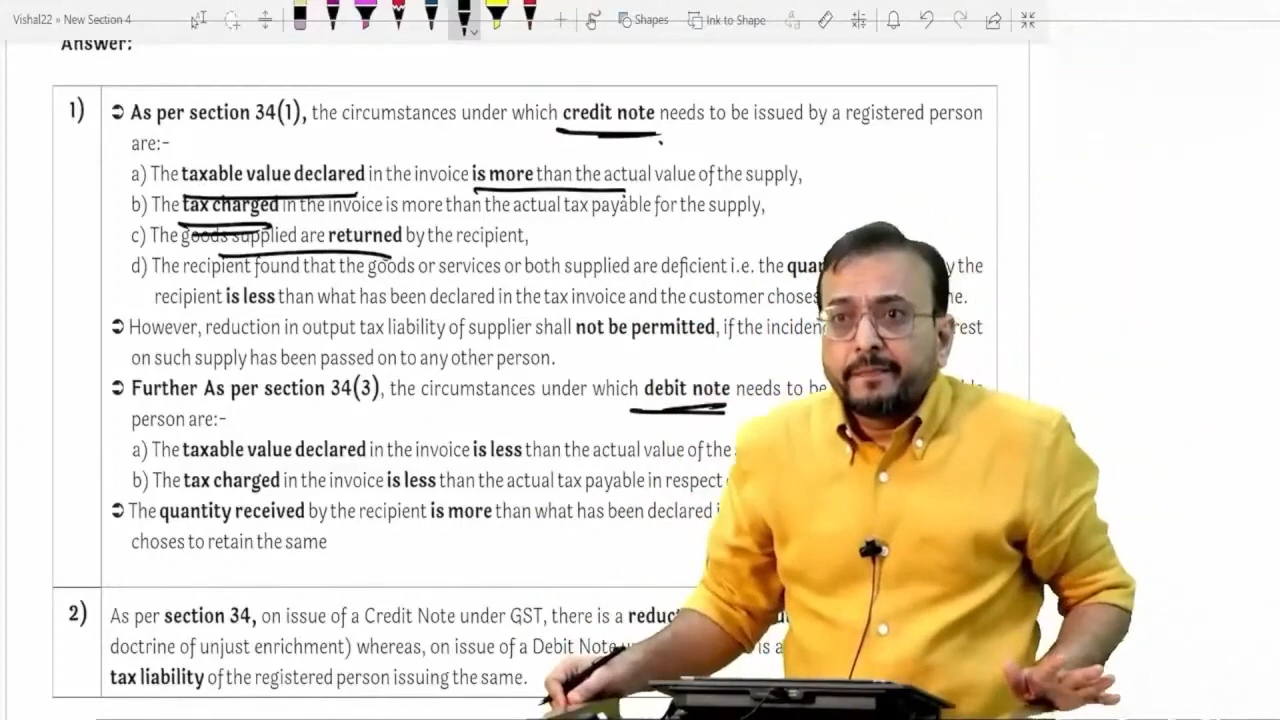 Vishal22 » New Section 4
Shapes
Ink to Shape
Answer:
1)
➲ As per section 34(1), the circumstances under which credit note needs to be issued by a registered person
are:-
a) The taxable value declared in the invoice is more than the actual value of the supply,
b) The tax charged in the invoice is more than the actual tax payable for the supply,
c) The goods supplied are returned by the recipient,
d) The recipient found that the goods or services or both supplied are deficient i.e. the the
recipient is less than what has been declared in the tax invoice and the customer
➲ However, reduction in output tax liability of supplier shall not be permitted, if the
on such supply has been passed on to any other person.
➲ Further As per section 34(3), the circumstances under which debit note needs to be
person are:-
a) The taxable value declared in the invoice is less than the actual value of the
b) The tax charged in the invoice is less than the actual tax payable in respect
➲ The quantity received by the recipient is more than what has been declared
choses to retain the same
2)
As per section 34, on issue of a Credit Note under GST, there is a
doctrine of unjust enrichment) whereas, on issue of a Debit Note is a
tax liability of the registered person issuing the same.